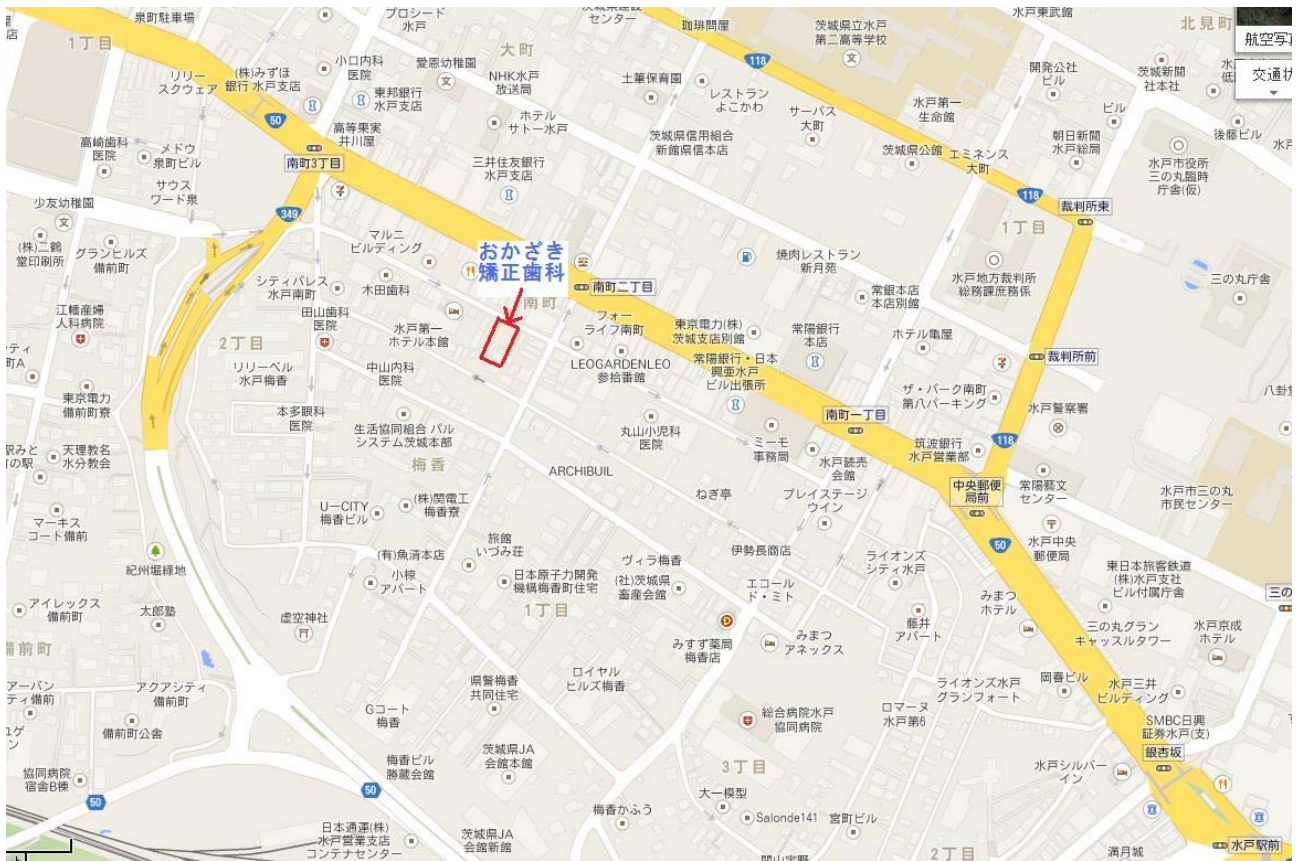 泉町駐車場
プロシード
水戸
センター
珈琲問屋
茨城県立水戸
第二高等学校
水戸東武館
北見町
航空写真
1丁目
大町
小口内科
医院
愛恩幼稚園
118
開発公社
ビル
茨城新聞
社本社
交通状
リリー
スクウェア
(株)みずほ
銀行 水戸支店
NHK水戸
放送局
土筆保育園
レストラン
よこかわ
東邦銀行
水戸支店
サーバス
大町
水戸第一
生命館
ビル
50
ホテル
サトー水戸
高崎歯科
医院
メドウ
泉町ビル
高等果実
井川屋
茨城県信用組合
新館県信本店
朝日新聞
水戸総局
後藤ビル
南町3丁目
三井住友銀行
水戸支店
茨城県公館
エミネンス
大町
水戸市役所
三の丸臨時
庁舎(仮)
サウス
ワード泉
少友幼稚園
118
裁判所東
349
(株)二鶴
堂印刷所
グランヒルズ
備前町
マルニ
ビルディング
おかざき
矯正歯科
1丁目
焼肉レストラン
新月苑
水戸地方裁判所
総務課庶務係
三の丸庁舎
シティパレス
水戸南町
木田歯科
南町
南町二丁目
常銀本店
本店別館
江幡産婦
人科病院
田山歯科
医院
水戸第一
ホテル本館
フォー
ライフ南町
東京電力(株)
茨城支店別館
常陽銀行
本店
ホテル亀屋
2丁目
裁判所前
リリーベル
水戸梅香
中山内科
医院
LEOGARDENLEO
参拾番館
常陽銀行・日本
興亜水戸
ビル出張所
ザ・パーク南町
第八パーキング
東京電力
備前町寮
本多眼科
医院
南町一丁目
水戸警察署
生活協同組合 パル
システム茨城本部
丸山小児科
医院
ミーモ
事務局
筑波銀行
水戸営業部
118
天理教名
水分教会
梅香
ARCHIBUIL
水戸読売
会館
中央郵便
局前
常陽藝文
センター
水戸市三の丸
市民センター
U-CITY
梅香ビル
(株)関電工
梅香寮
ねぎ亭
プレイステージ
ウイン
マーキス
コート備前
水戸中央
郵便局
50
紀州堀緑地
(有)魚清本店
旅館
いづみ荘
ヴィラ梅香
伊勢長商店
ライオンズ
シティ水戸
東日本旅客鉄道
(株)水戸支社
ビル付属庁舎
小椋
アパート
日本原子力開発
機構梅香町住宅
(社)茨城県
畜産会館
エコール
ド・ミト
みまつ
ホテル
アイレックス
備前町
太郎塾
虚空神社
1丁目
藤井
アパート
三の丸グラン
キャッスルタワー
水戸京成
ホテル
みすず薬局
梅香店
みまつ
アネックス
備前町
アーバン
ティ備前
アクアシティ
備前町
県警梅香
共同住宅
ロイヤル
ヒルズ梅香
ライオンズ水戸
グランフォート
岡春ビル
水戸三井
ビルディング
備前町公舎
Gコート
梅香
総合病院水戸
協同病院
ロマーヌ
水戸第6
SMBC日興
証券水戸(支)
銀杏坂
協同病院
宿舎B棟
梅香ビル
勝蔵会館
茨城県JA
会館本館
3丁目
水戸シルバー
イン
50
50
大一模型
梅香かふう
Salonde141
宮町ビル
日本通運(株)
水戸営業支店
コンテナセンター
茨城県JA
会館新館
2丁目
満月城
水戸駅前